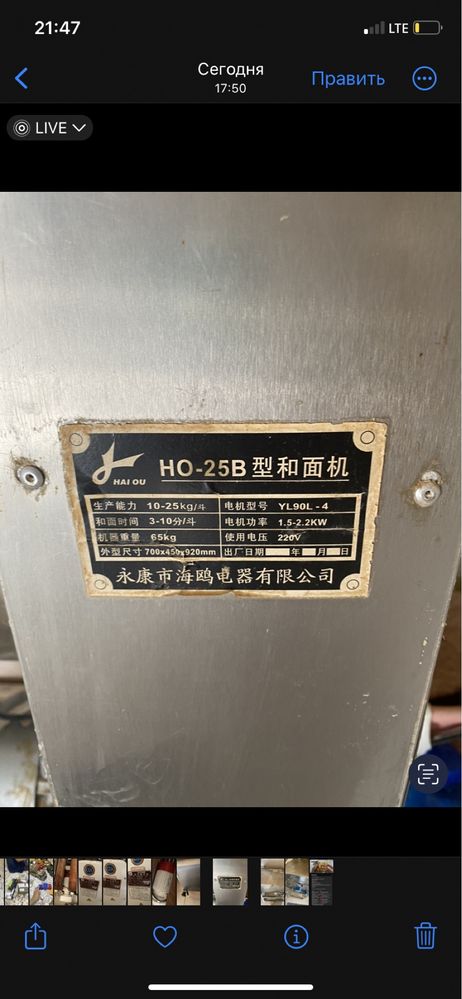 21:47
LTE
Сегодня
17:50
Править
LIVE
HAI OU
HO-25B型和面机
生产能力 10-25kg/斗 电机型号 YL90L-4
和面时间 3-10分/斗 电机功率 1.5-2.2KW
机器重量 65kg 使用电压 220V
外型尺寸 700x450x920mm 出厂日期 年 月 日
永康市海鸥电器有限公司